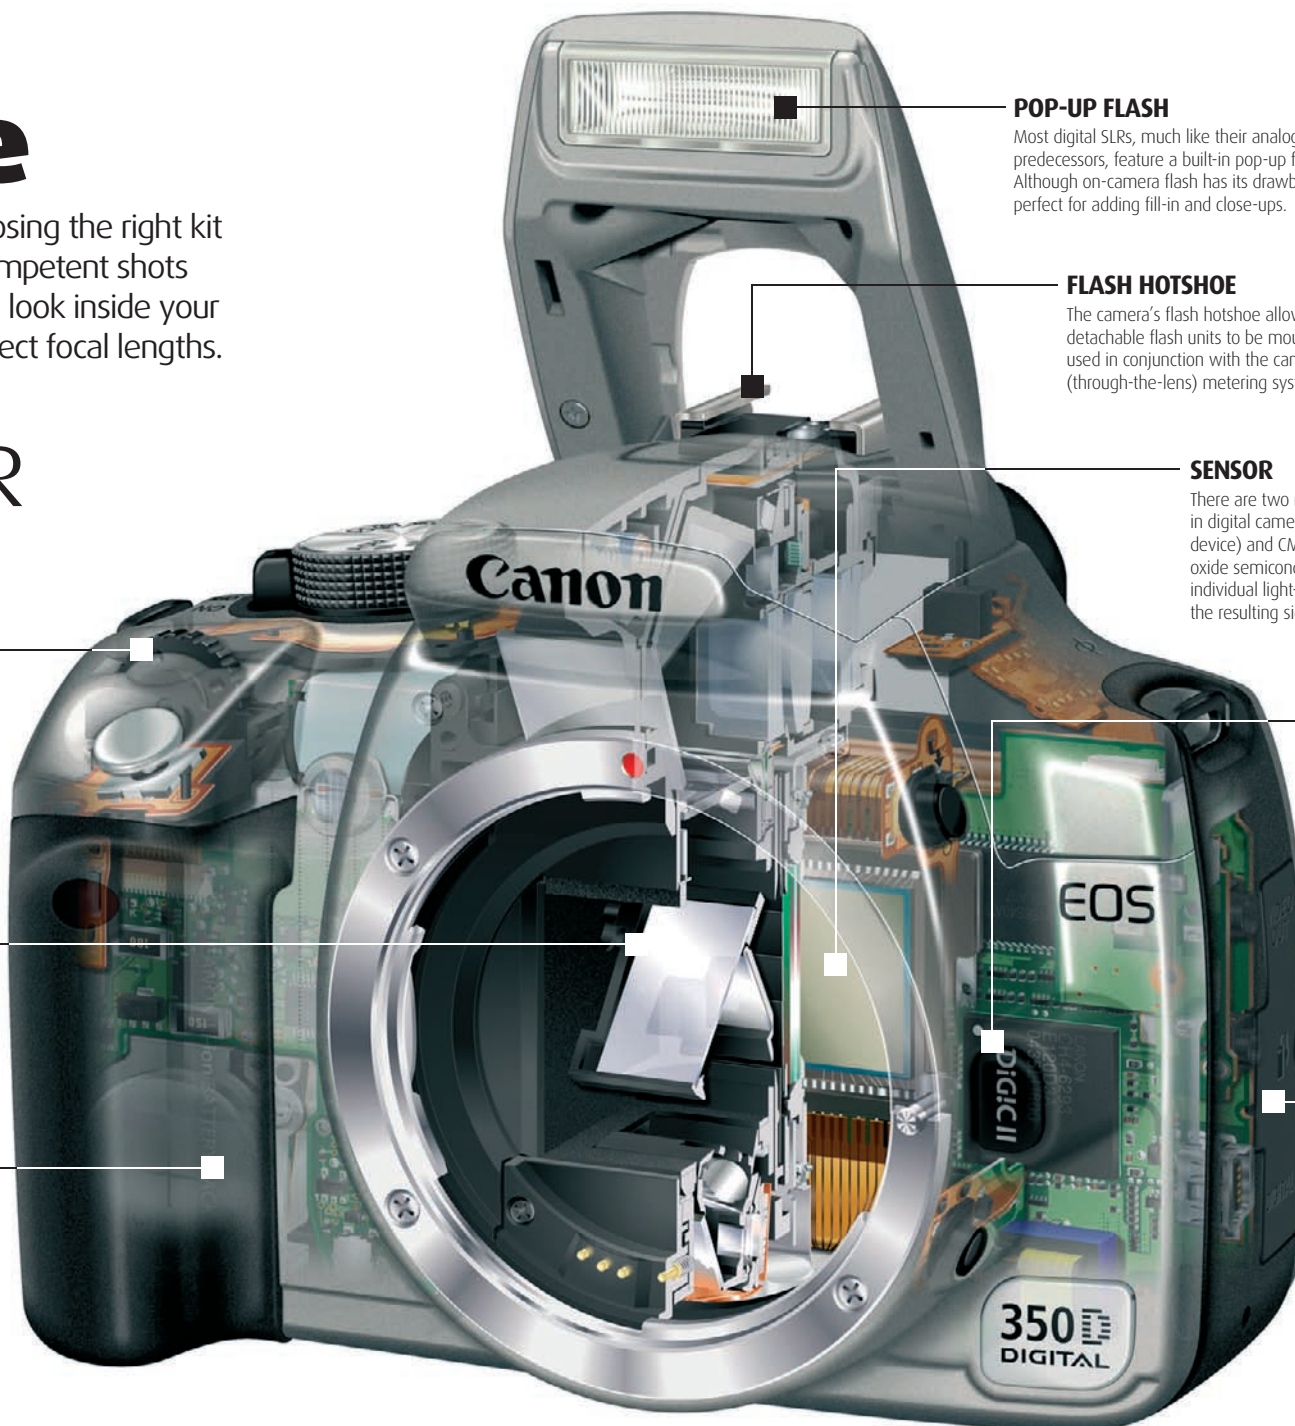 e
osing the right kit
mpetent shots
look inside your
ect focal lengths.
R
POP-UP FLASH
Most digital SLRs, much like their analog
predecessors, feature a built-in pop-up f
Although on-camera flash has its drawb
perfect for adding fill-in and close-ups.
FLASH HOTSHOE
The camera's flash hotshoe allow
detachable flash units to be mou
used in conjunction with the car
(through-the-lens) metering sys
SENSOR
There are two
in digital came
device) and CM
oxide semicon
individual light-
the resulting si
Canon
EOS
DiGiC II
CANON
350D
DIGITAL